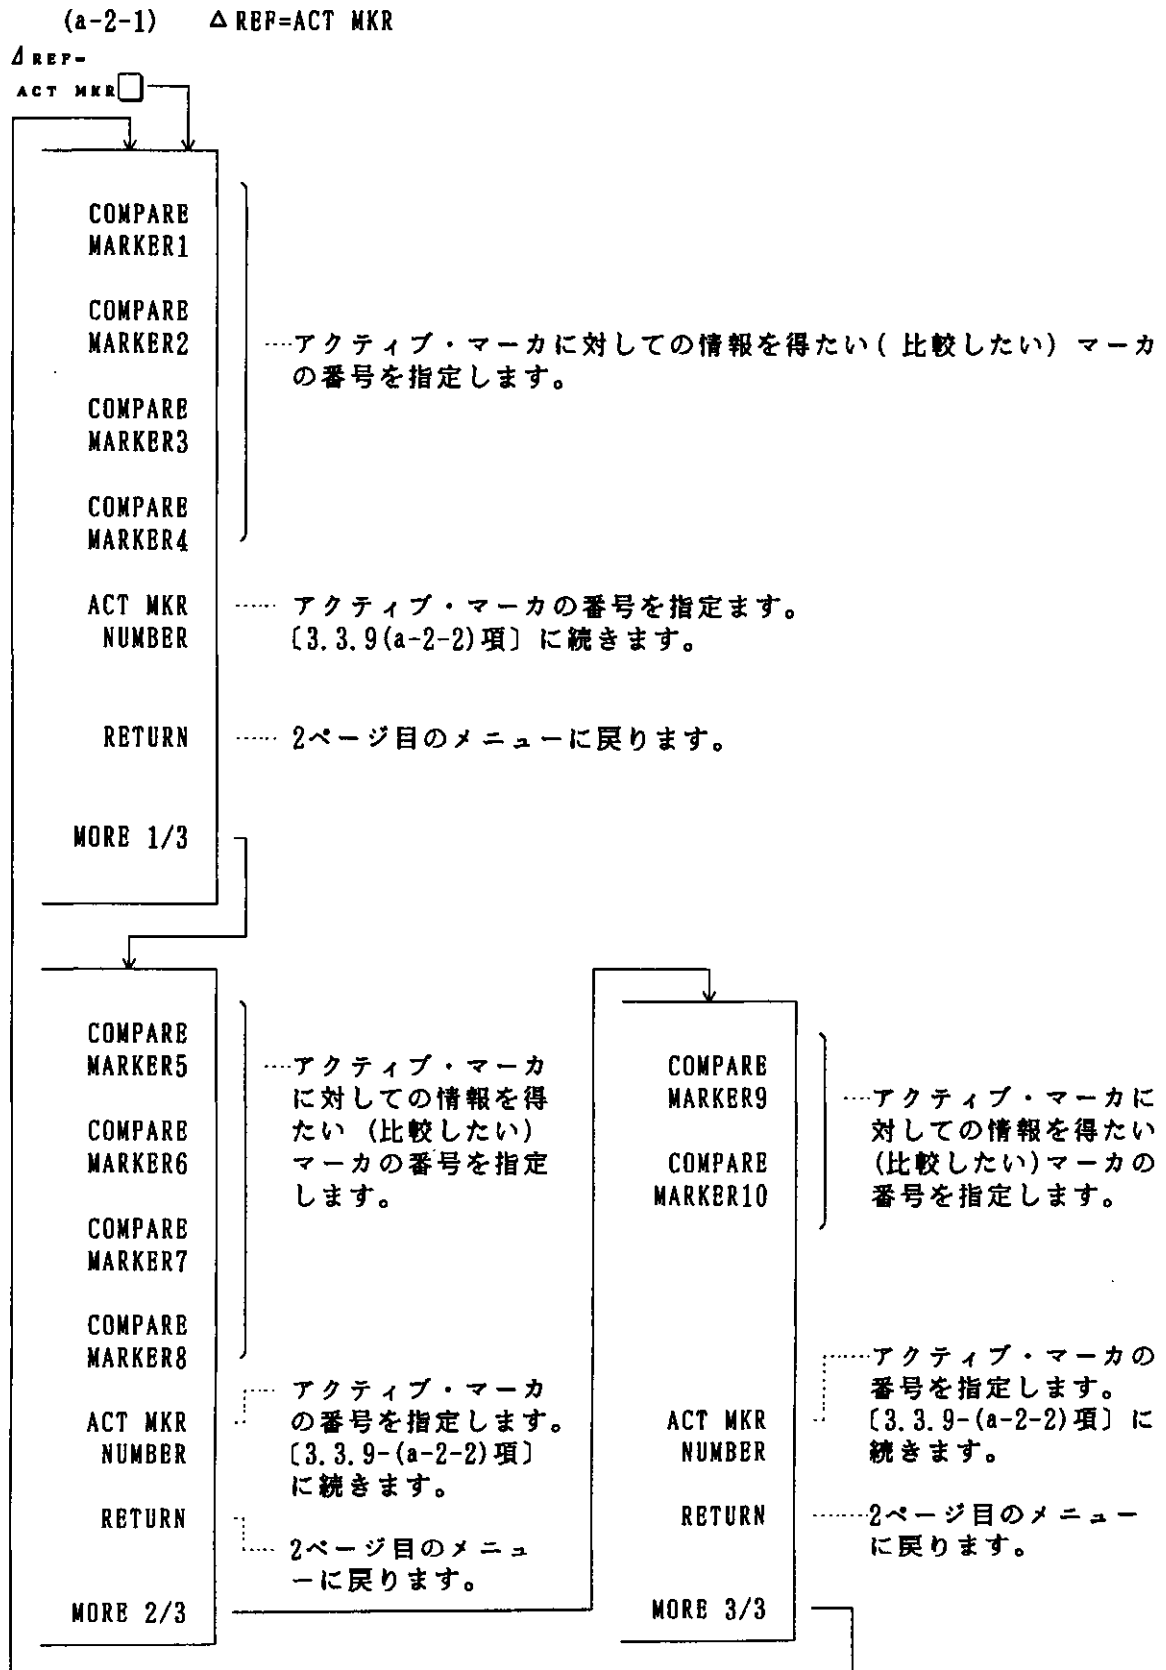 (a-2-1) △REF=ACT MKR
⊿REF=
ACT MKR
COMPARE
MARKER1
COMPARE
MARKER2
COMPARE
MARKER3
COMPARE
MARKER4
……アクティブ・マーカに対しての情報を得たい( 比較したい) マーカ
の番号を指定します。
ACT MKR
NUMBER
…… アクティブ・マーカの番号を指定ます。
〔3.3.9(a-2-2)項〕に続きます。
RETURN
…… 2ページ目のメニューに戻ります。
MORE 1/3
COMPARE
MARKER5
COMPARE
MARKER6
COMPARE
MARKER7
COMPARE
MARKER8
……アクティブ・マーカ
に対しての情報を得
たい (比較したい)
マーカの番号を指定
します。
ACT MKR
NUMBER
…… アクティブ・マーカ
の番号を指定します。
〔3.3.9-(a-2-2)項〕
に続きます。
RETURN
…… 2ページ目のメニュ
ーに戻ります。
MORE 2/3
COMPARE
MARKER9
COMPARE
MARKER10
……アクティブ・マーカに
対しての情報を得たい
(比較したい)マーカの
番号を指定します。
ACT MKR
NUMBER
……アクティブ・マーカの
番号を指定します。
〔3.3.9-(a-2-2)項〕に
続きます。
RETURN
……2ページ目のメニュー
に戻ります。
MORE 3/3